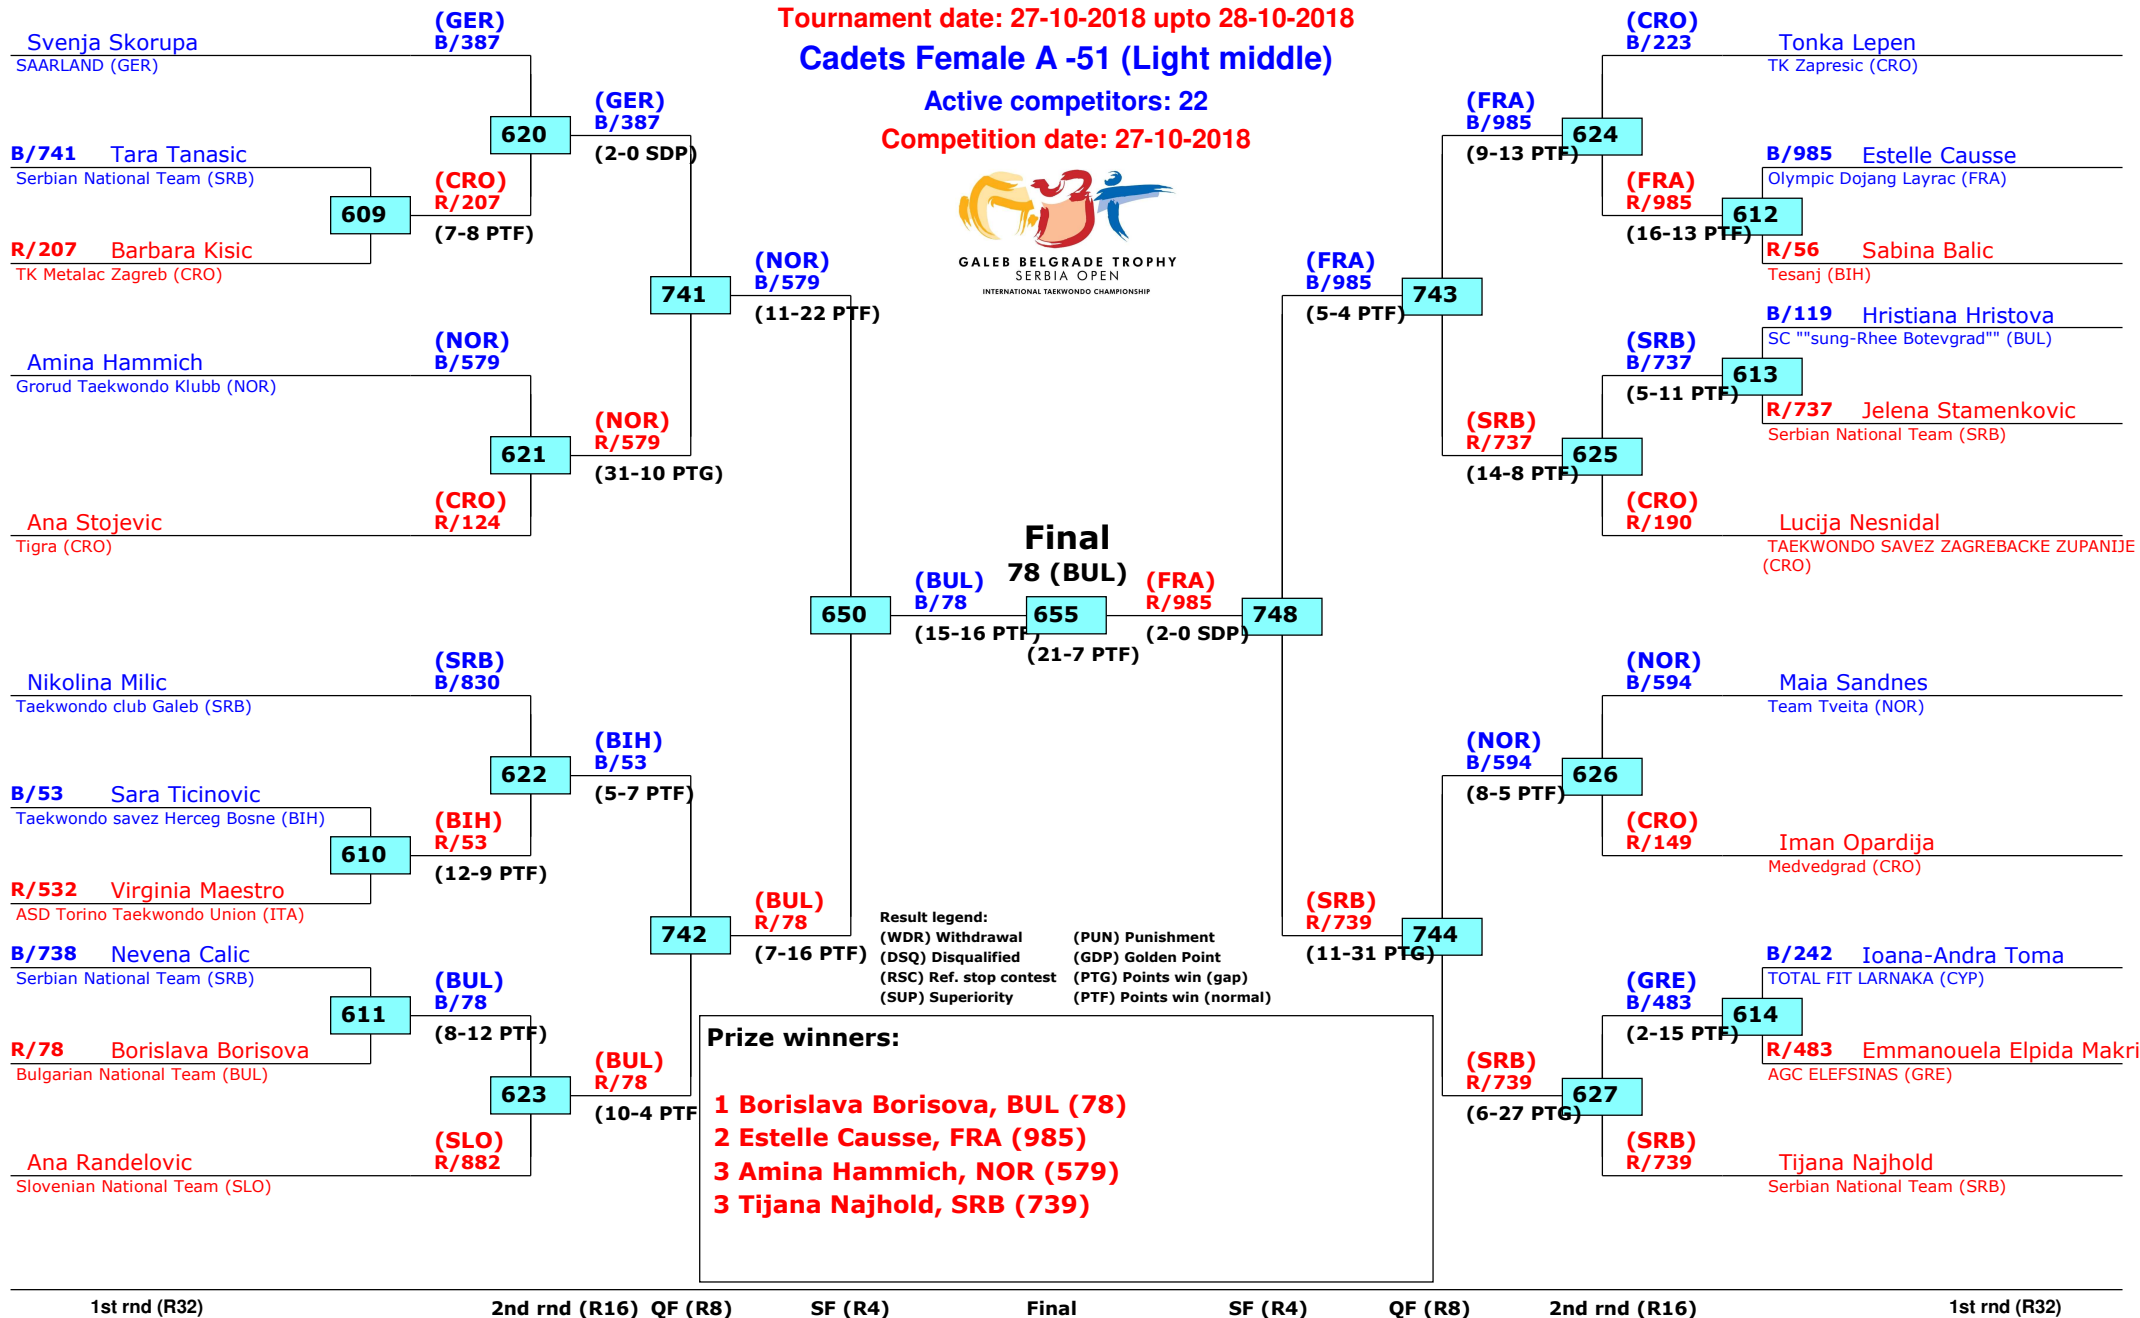 Tournament date: 27-10-2018 upto 28-10-2018
Cadets Female A -51 (Light middle)
Active competitors: 22
Competition date: 27-10-2018
GALEB BELGRADE TROPHY
SERBIA OPEN
INTERNATIONAL TAEKWONDO CHAMPIONSHIP
(GER)
Svenja Skorupa B/387
SAARLAND (GER)
(GER)
B/387
620
(2-0 SDP)
B/741 Tara Tanasic
Serbian National Team (SRB)
(CRO)
R/207
609
(7-8 PTF)
R/207 Barbara Kisic
TK Metalac Zagreb (CRO)
(NOR)
B/579
741
(11-22 PTF)
(NOR)
Amina Hammich B/579
Grorud Taekwondo Klubb (NOR)
(NOR)
R/579
621
(31-10 PTG)
(CRO)
Ana Stojevic R/124
Tigra (CRO)
(BUL)
B/78
650
(15-16 PTF)
(SRB)
Nikolina Milic B/830
Taekwondo club Galeb (SRB)
(BIH)
B/53
622
(5-7 PTF)
B/53 Sara Ticinovic
Taekwondo savez Herceg Bosne (BIH)
(BIH)
R/53
610
(12-9 PTF)
R/532 Virginia Maestro
ASD Torino Taekwondo Union (ITA)
(BUL)
R/78
742
(7-16 PTF)
B/738 Nevena Calic
Serbian National Team (SRB)
(BUL)
B/78
611
(8-12 PTF)
R/78 Borislava Borisova
Bulgarian National Team (BUL)
(BUL)
R/78
623
(10-4 PTF
(SLO)
Ana Randelovic R/882
Slovenian National Team (SLO)
Final
78 (BUL)
655
(21-7 PTF)
(FRA)
R/985
748
(2-0 SDP)
(CRO)
B/223 Tonka Lepen
TK Zapresic (CRO)
(FRA)
B/985
624
(9-13 PTF)
B/985 Estelle Causse
Olympic Dojang Layrac (FRA)
(FRA)
R/985
612
(16-13 PTF)
R/56 Sabina Balic
Tesanj (BIH)
(FRA)
B/985
743
(5-4 PTF)
B/119 Hristiana Hristova
SC ""sung-Rhee Botevgrad"" (BUL)
(SRB)
B/737
613
(5-11 PTF)
R/737 Jelena Stamenkovic
Serbian National Team (SRB)
(SRB)
R/737
625
(14-8 PTF)
(CRO)
R/190 Lucija Nesnidal
TAEKWONDO SAVEZ ZAGREBACKE ZUPANIJE
(CRO)
(NOR)
B/594 Maia Sandnes
Team Tveita (NOR)
(NOR)
B/594
626
(8-5 PTF)
(CRO)
R/149 Iman Opardija
Medvedgrad (CRO)
(SRB)
R/739
744
(11-31 PTG)
B/242 Ioana-Andra Toma
TOTAL FIT LARNAKA (CYP)
(GRE)
B/483
614
(2-15 PTF)
R/483 Emmanouela Elpida Makri
AGC ELEFSINAS (GRE)
(SRB)
R/739
627
(6-27 PTG)
(SRB)
R/739 Tijana Najhold
Serbian National Team (SRB)
Result legend:
(WDR) Withdrawal (PUN) Punishment
(DSQ) Disqualified (GDP) Golden Point
(RSC) Ref. stop contest (PTG) Points win (gap)
(SUP) Superiority (PTF) Points win (normal)
Prize winners:
1 Borislava Borisova, BUL (78)
2 Estelle Causse, FRA (985)
3 Amina Hammich, NOR (579)
3 Tijana Najhold, SRB (739)
1st rnd (R32) 2nd rnd (R16) QF (R8) SF (R4) Final SF (R4) QF (R8) 2nd rnd (R16) 1st rnd (R32)